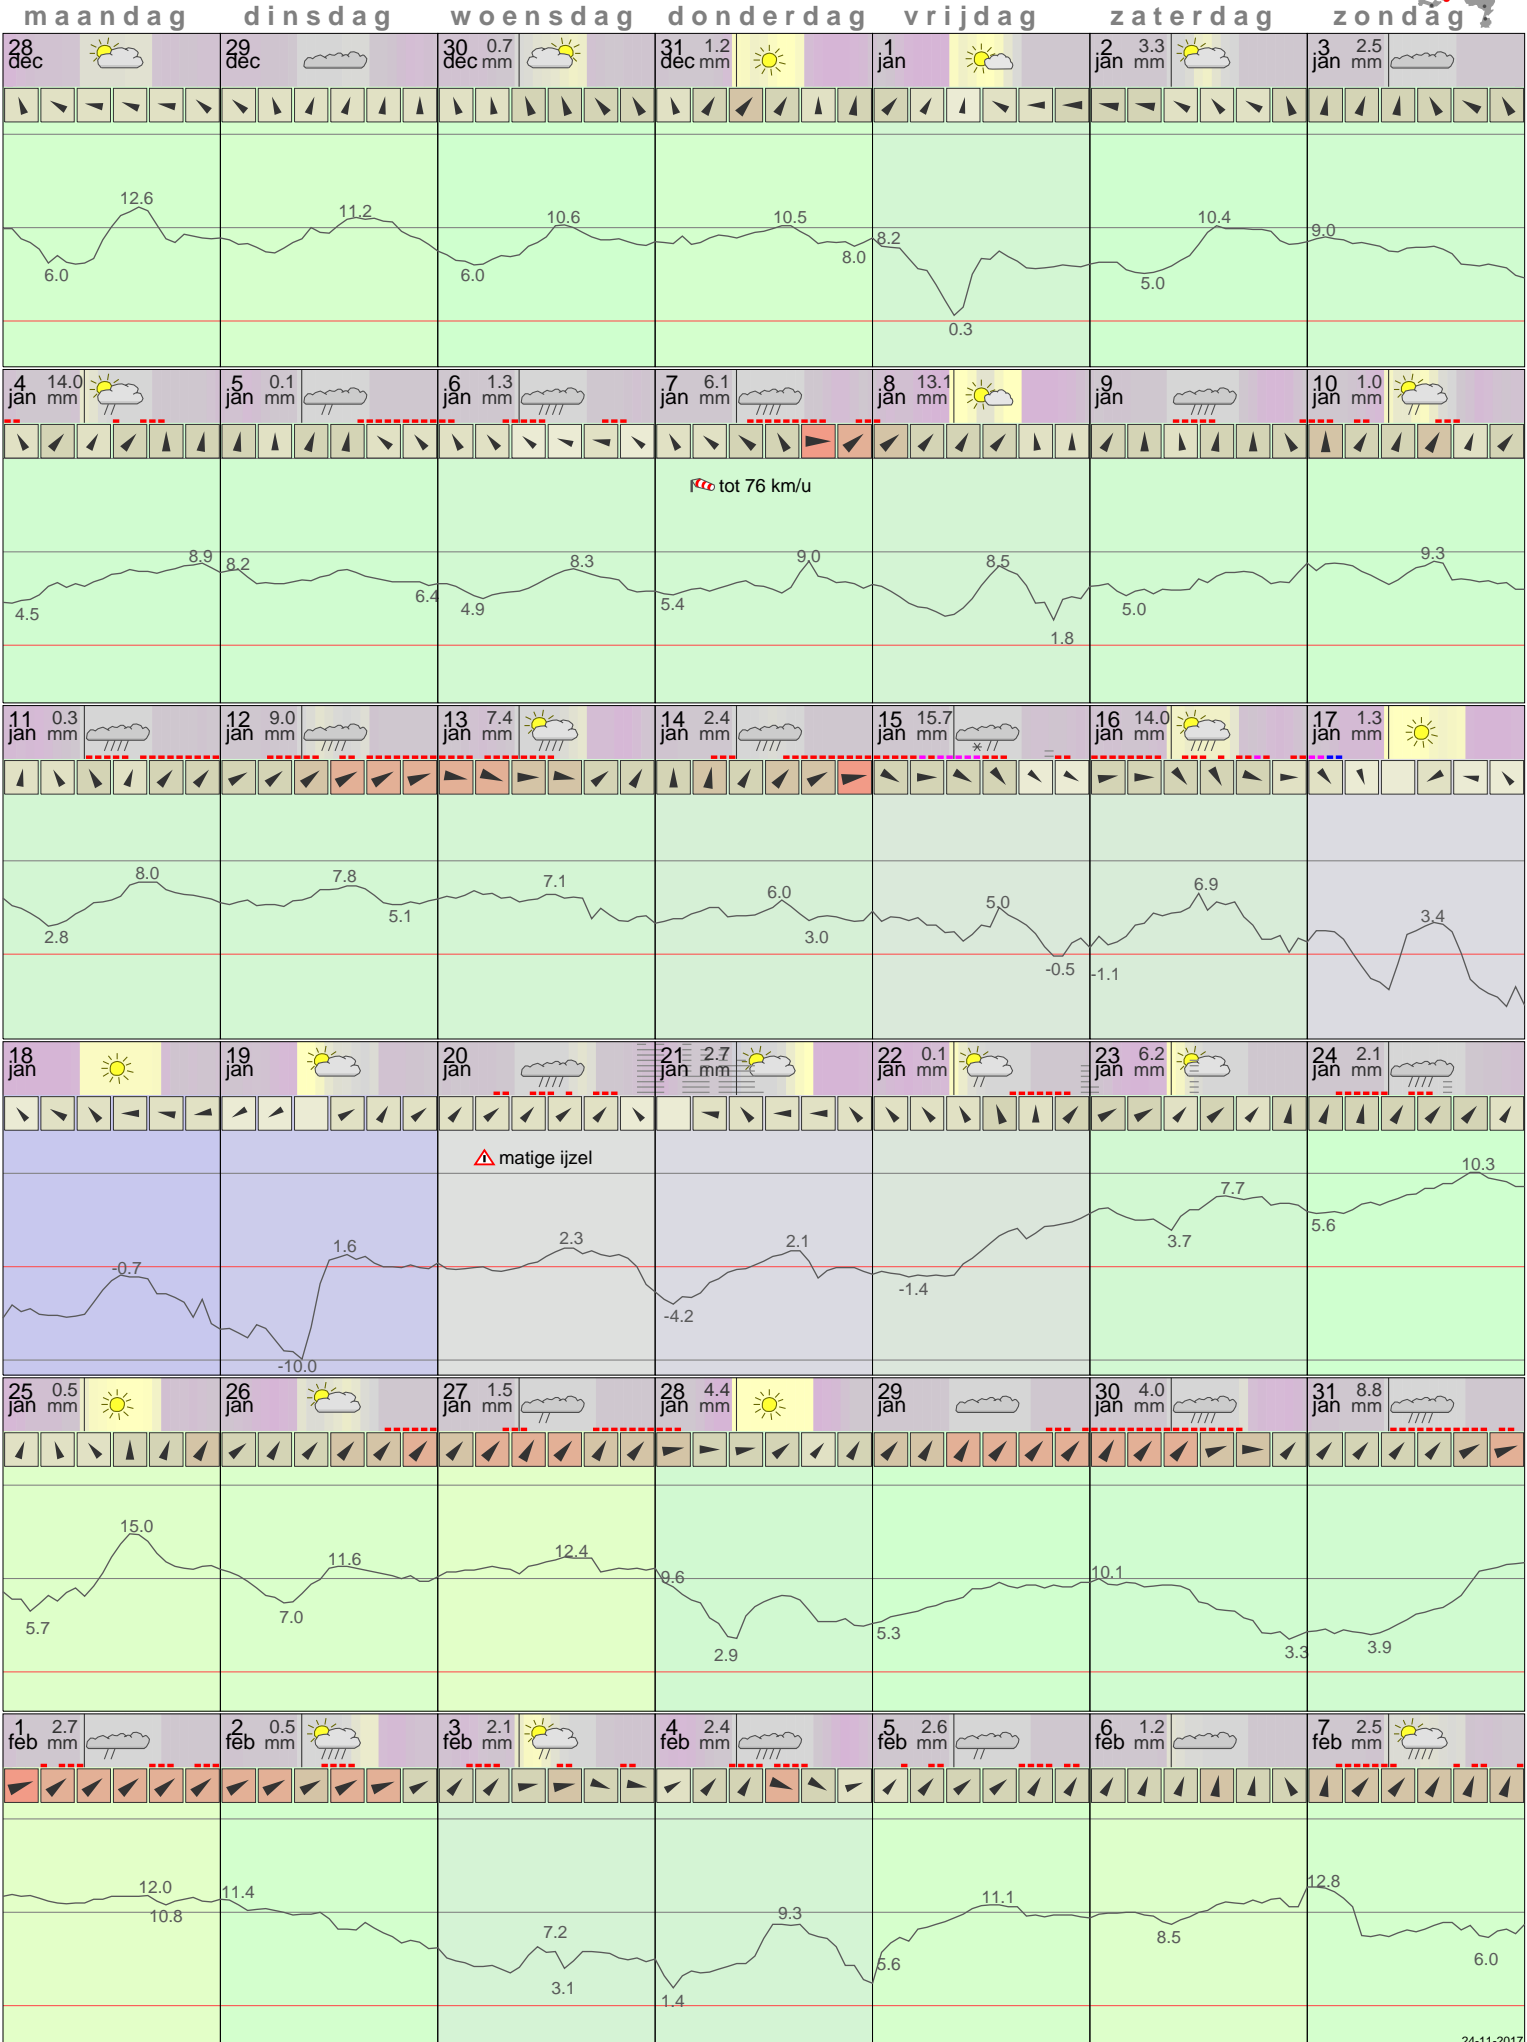 maandag dinsdag woensdag donderdag vrijdag zaterdag zondag
28 29 30 0.7 31 1.2 1 2 3.3 3 2.5
dec dec dec mm dec mm jan jan mm jan mm
12.6 11.2 10.6 10.5 10.4
8.2 9.0
6.0 6.0 8.0 5.0
0.3
4 14.0 5 0.1 6 1.3 7 6.1 8 13.1 9 10 1.0
jan mm jan mm jan mm jan mm jan mm jan jan mm
tot 76 km/u
8.9 8.2 8.3 9.0 8.5 9.3
4.5 6.4 4.9 5.4 1.8 5.0
11 0.3 12 9.0 13 7.4 14 2.4 15 15.7 16 14.0 17 1.3
jan mm jan mm jan mm jan mm jan mm jan mm jan mm
8.0 7.8 7.1 6.0 5.0 6.9 3.4
2.8 5.1 3.0 -0.5 -1.1
18 19 20 21 2.7 22 0.1 23 6.2 24 2.1
jan jan jan jan mm jan mm jan mm jan mm
matige ijzel
-0.7 1.6 2.3 2.1 7.7 10.3
-10.0 -4.2 -1.4 3.7 5.6
25 0.5 26 27 1.5 28 4.4 29 30 4.0 31 8.8
jan mm jan jan mm jan mm jan jan mm jan mm
15.0 11.6 12.4 9.6 10.1
5.7 7.0 2.9 5.3 3.3 3.9
1 2.7 2 0.5 3 2.1 4 2.4 5 2.6 6 1.2 7 2.5
feb mm feb mm feb mm feb mm feb mm feb mm feb mm
12.0 11.4 7.2 9.3 11.1 12.8
10.8 3.1 1.4 5.6 8.5 6.0
24-11-2017